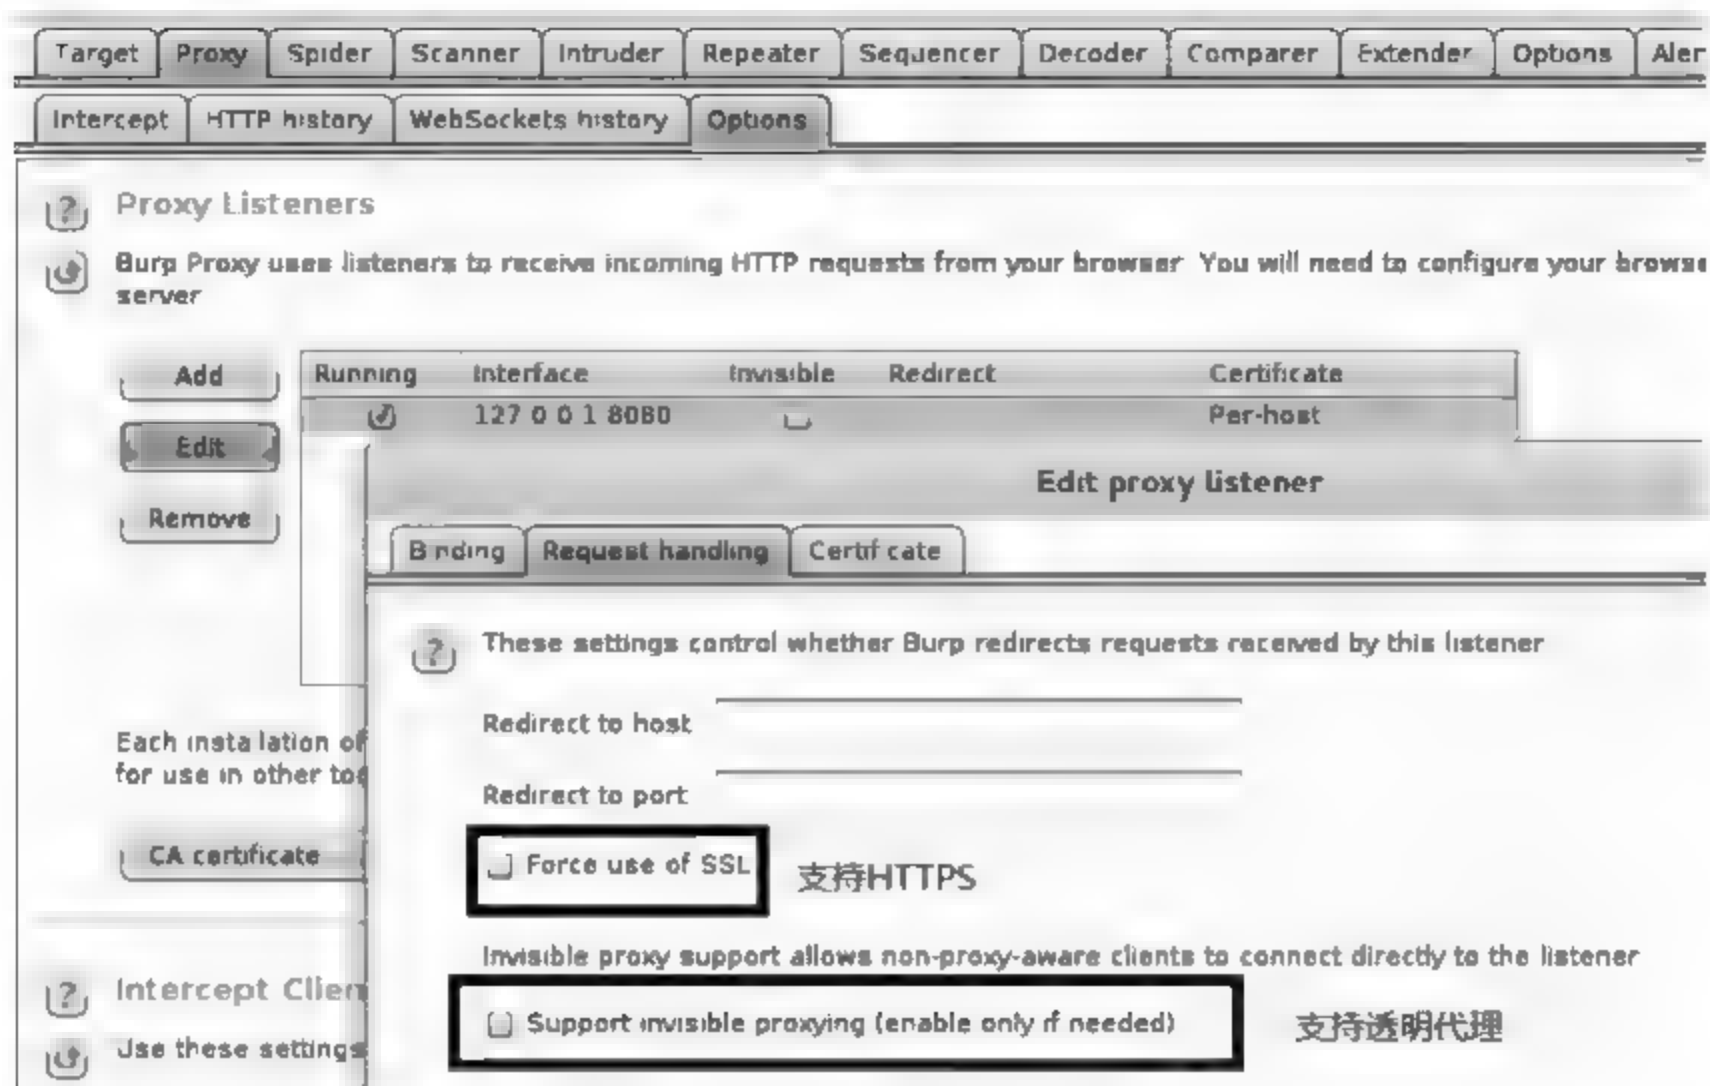 Target Proxy Spider Scanner Intruder Repeater Sequencer Decoder Comparer Extender Options Aler
Intercept HTTP history WebSockets history Options
Proxy Listeners
Burp Proxy uses listeners to receive incoming HTTP requests from your browser You will need to configure your browse
server
Add Running Interface Invisible Redirect Certificate
127 0 0 1 8080 Per-host
Edit
Edit proxy listener
Remove
Binding Request handling Certificate
These settings control whether Burp redirects requests received by this listener
Redirect to host
Each installation of
for use in other too
Redirect to port
CA certificate
Force use of SSL 支持HTTPS
Invisible proxy support allows non-proxy-aware clients to connect directly to the listener
Intercept Clien
Support invisible proxying (enable only if needed) 支持透明代理
Use these settings